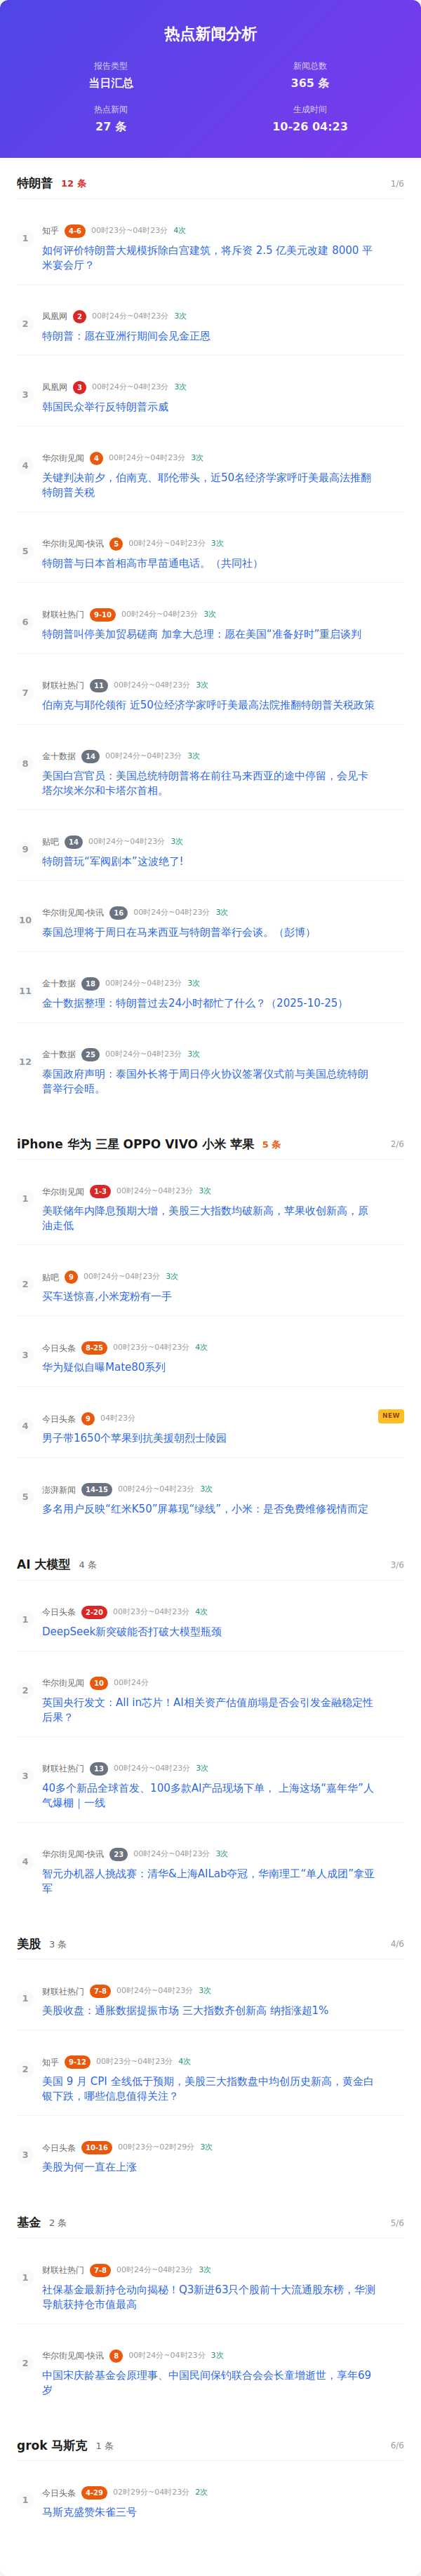 热点新闻分析
报告类型
新闻总数
当日汇总
365 条
热点新闻
生成时间
27 条
10-26 04:23
特朗普 12 条 1/6
1
知乎 4-6 00时23分~04时23分 4次
如何评价特朗普大规模拆除白宫建筑，将斥资 2.5 亿美元改建 8000 平
米宴会厅？
2
凤凰网 2 00时24分~04时23分 3次
特朗普：愿在亚洲行期间会见金正恩
3
凤凰网 3 00时24分~04时23分 3次
韩国民众举行反特朗普示威
4
华尔街见闻 4 00时24分~04时23分 3次
关键判决前夕，伯南克、耶伦带头，近50名经济学家呼吁美最高法推翻
特朗普关税
5
华尔街见闻-快讯 5 00时24分~04时23分 3次
特朗普与日本首相高市早苗通电话。（共同社）
6
财联社热门 9-10 00时24分~04时23分 3次
特朗普叫停美加贸易磋商 加拿大总理：愿在美国“准备好时”重启谈判
7
财联社热门 11 00时24分~04时23分 3次
伯南克与耶伦领衔 近50位经济学家呼吁美最高法院推翻特朗普关税政策
8
金十数据 14 00时24分~04时23分 3次
美国白宫官员：美国总统特朗普将在前往马来西亚的途中停留，会见卡
塔尔埃米尔和卡塔尔首相。
9
贴吧 14 00时24分~04时23分 3次
特朗普玩“军阀剧本”这波绝了!
10
华尔街见闻-快讯 16 00时24分~04时23分 3次
泰国总理将于周日在马来西亚与特朗普举行会谈。（彭博）
11
金十数据 18 00时24分~04时23分 3次
金十数据整理：特朗普过去24小时都忙了什么？（2025-10-25）
12
金十数据 25 00时24分~04时23分 3次
泰国政府声明：泰国外长将于周日停火协议签署仪式前与美国总统特朗
普举行会晤。
iPhone 华为 三星 OPPO VIVO 小米 苹果 5 条 2/6
1
华尔街见闻 1-3 00时24分~04时23分 3次
美联储年内降息预期大增，美股三大指数均破新高，苹果收创新高，原
油走低
2
贴吧 9 00时24分~04时23分 3次
买车送惊喜,小米宠粉有一手
3
今日头条 8-25 00时23分~04时23分 4次
华为疑似自曝Mate80系列
4
今日头条 9 04时23分 NEW
男子带1650个苹果到抗美援朝烈士陵园
5
澎湃新闻 14-15 00时24分~04时23分 3次
多名用户反映“红米K50”屏幕现“绿线”，小米：是否免费维修视情而定
AI 大模型 4 条 3/6
1
今日头条 2-20 00时23分~04时23分 4次
DeepSeek新突破能否打破大模型瓶颈
2
华尔街见闻 10 00时24分
英国央行发文：All in芯片！AI相关资产估值崩塌是否会引发金融稳定性
后果？
3
财联社热门 13 00时24分~04时23分 3次
40多个新品全球首发、100多款AI产品现场下单， 上海这场“嘉年华”人
气爆棚｜一线
4
华尔街见闻-快讯 23 00时24分~04时23分 3次
智元办机器人挑战赛：清华&上海AILab夺冠，华南理工“单人成团”拿亚
军
美股 3 条 4/6
1
财联社热门 7-8 00时24分~04时23分 3次
美股收盘：通胀数据提振市场 三大指数齐创新高 纳指涨超1%
2
知乎 9-12 00时23分~04时23分 4次
美国 9 月 CPI 全线低于预期，美股三大指数盘中均创历史新高，黄金白
银下跌，哪些信息值得关注？
3
今日头条 10-16 00时23分~02时29分 3次
美股为何一直在上涨
基金 2 条 5/6
1
财联社热门 7-8 00时24分~04时23分 3次
社保基金最新持仓动向揭秘！Q3新进63只个股前十大流通股东榜，华测
导航获持仓市值最高
2
华尔街见闻-快讯 8 00时24分~04时23分 3次
中国宋庆龄基金会原理事、中国民间保钓联合会会长童增逝世，享年69
岁
grok 马斯克 1 条 6/6
1
今日头条 4-29 02时29分~04时23分 2次
马斯克盛赞朱雀三号